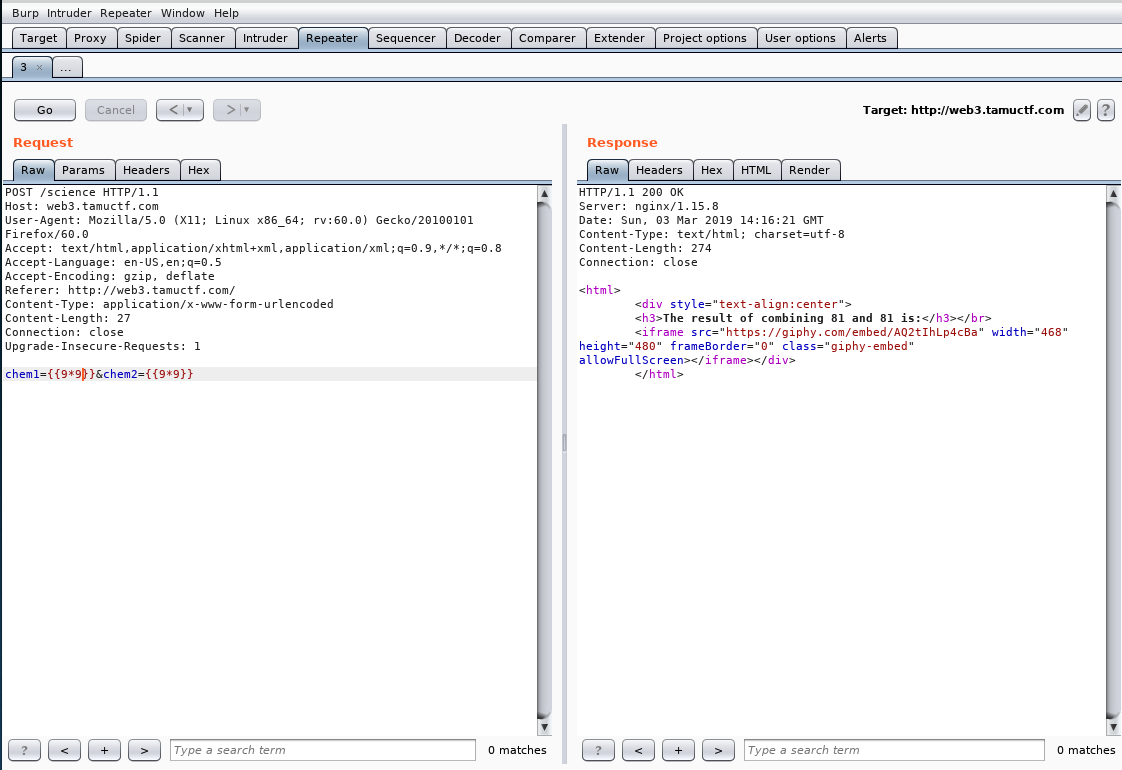 Burp Intruder Repeater Window Help
Target Proxy Spider Scanner Intruder Repeater Sequencer Decoder Comparer Extender Project options User options Alerts
3 × ...
Go Cancel < | ▼ > | ▼ Target: http://web3.tamuctf.com ?
Request
Raw Params Headers Hex
POST /science HTTP/1.1
Host: web3.tamuctf.com
User-Agent: Mozilla/5.0 (X11; Linux x86_64; rv:60.0) Gecko/20100101
Firefox/60.0
Accept: text/html,application/xhtml+xml,application/xml;q=0.9,*/*;q=0.8
Accept-Language: en-US,en;q=0.5
Accept-Encoding: gzip, deflate
Referer: http://web3.tamuctf.com/
Content-Type: application/x-www-form-urlencoded
Content-Length: 27
Connection: close
Upgrade-Insecure-Requests: 1
chem1={{9*9}}&chem2={{9*9}}
? < + > Type a search term 0 matches
Response
Raw Headers Hex HTML Render
HTTP/1.1 200 OK
Server: nginx/1.15.8
Date: Sun, 03 Mar 2019 14:16:21 GMT
Content-Type: text/html; charset=utf-8
Content-Length: 274
Connection: close
<html>
<div style="text-align:center">
<h3>The result of combining 81 and 81 is:</h3></br>
<iframe src="https://giphy.com/embed/AQ2tIhLp4cBa" width="468"
height="480" frameBorder="0" class="giphy-embed"
allowFullScreen></iframe></div>
</html>
? < + > Type a search term 0 matches